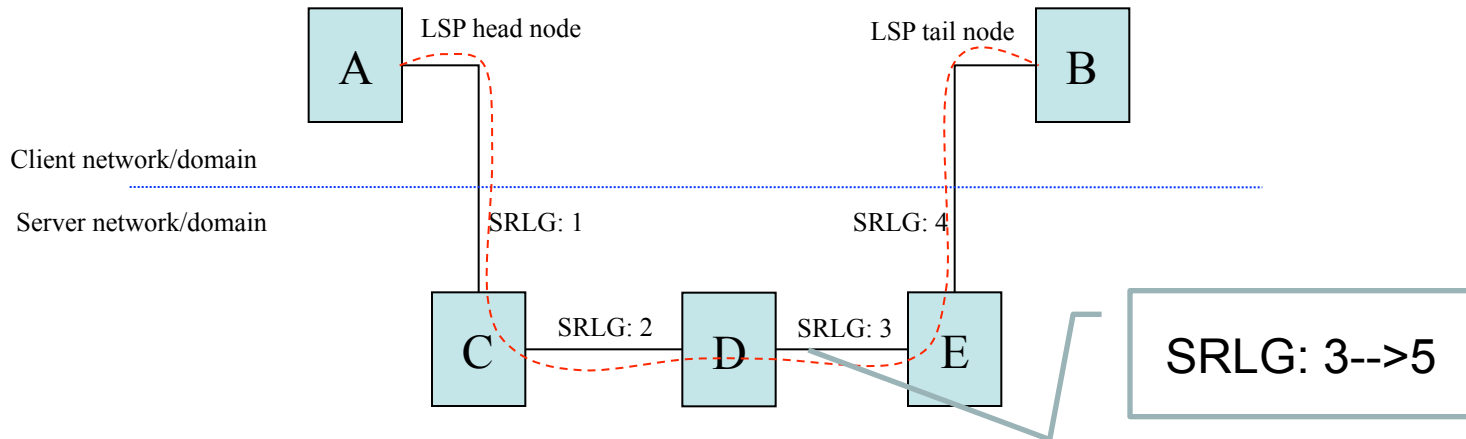 LSP head node
LSP tail node
A
B
Client network/domain
Server network/domain
SRLG: 1
SRLG: 4
SRLG: 2
SRLG: 3
C
D
E
SRLG: 3-->5